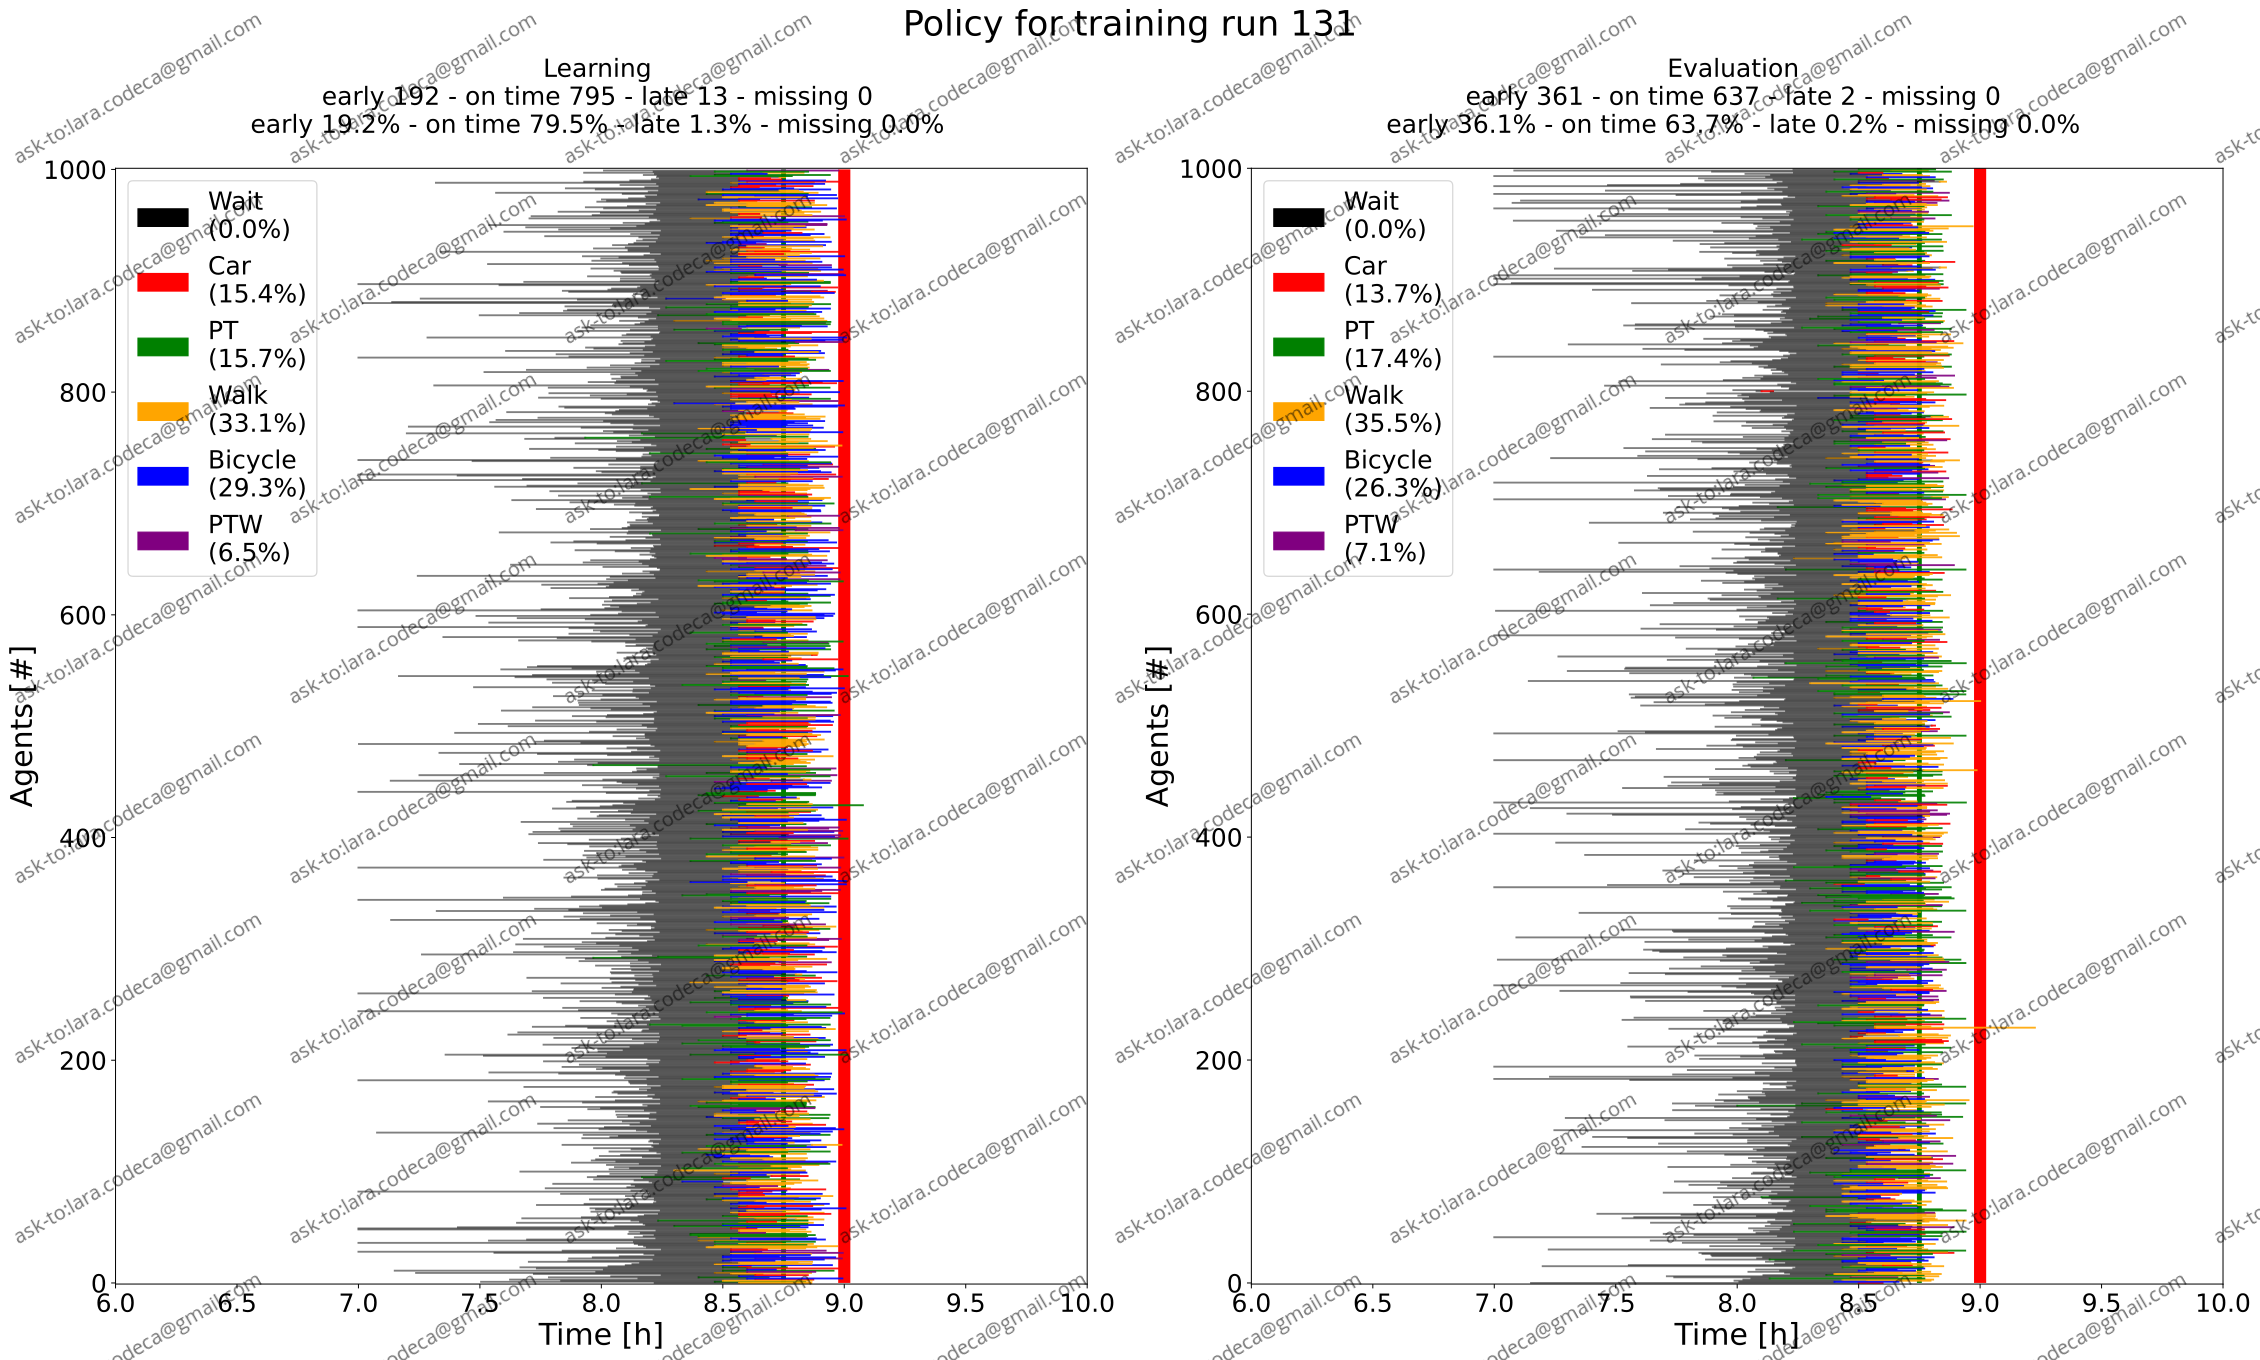 Policy for training run 131
Learning
early 192 - on time 795 - late 13 - missing 0
early 19.2% - on time 79.5% - late 1.3% - missing 0.0%
1000
800
600
400
200
0
Agents [#]
Wait
(0.0%)
Car
(15.4%)
PT
(15.7%)
Walk
(33.1%)
Bicycle
(29.3%)
PTW
(6.5%)
6.0 6.5 7.0 7.5 8.0 8.5 9.0 9.5 10.0
Time [h]
Evaluation
early 361 - on time 637 - late 2 - missing 0
early 36.1% - on time 63.7% - late 0.2% - missing 0.0%
1000
800
600
400
200
0
Agents [#]
Wait
(0.0%)
Car
(13.7%)
PT
(17.4%)
Walk
(35.5%)
Bicycle
(26.3%)
PTW
(7.1%)
6.0 6.5 7.0 7.5 8.0 8.5 9.0 9.5 10.0
Time [h]
ask-to:lara.codeca@gmail.com